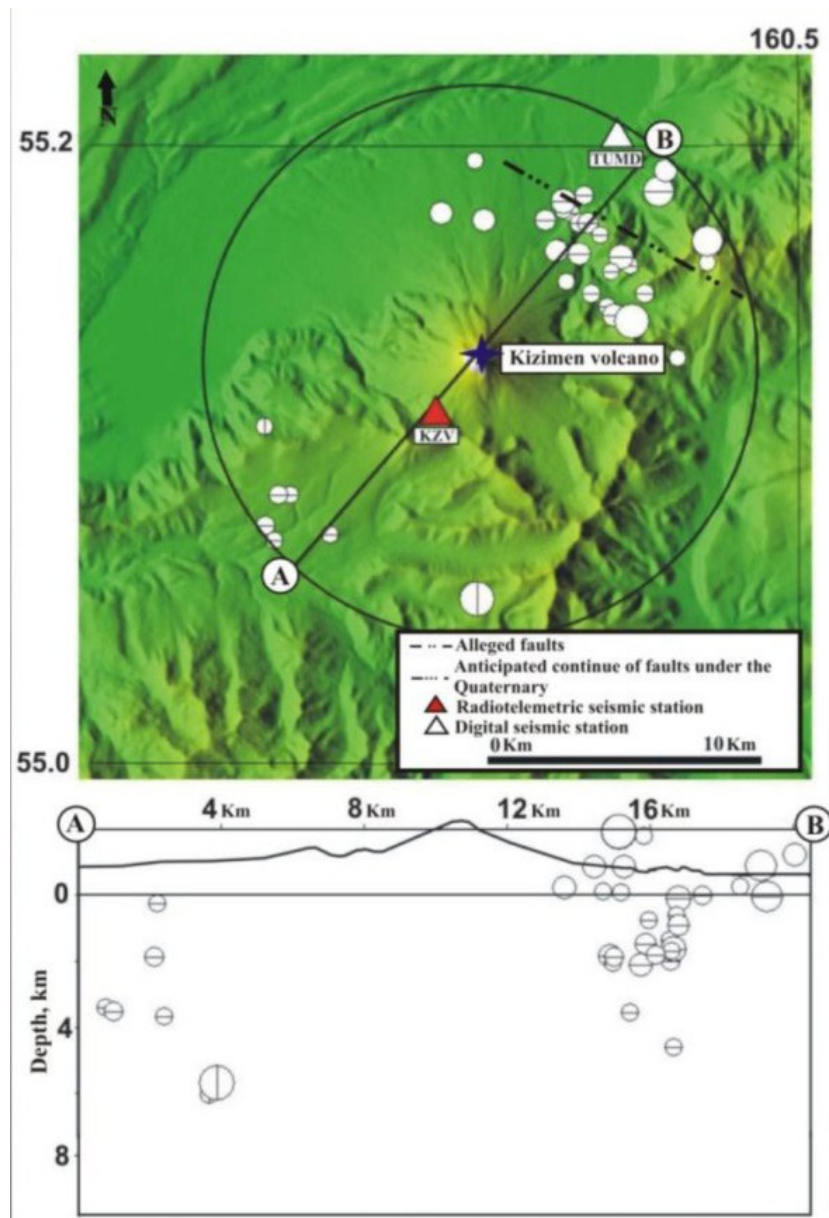 160.5
N
55.2
B
TUMD
Kizimen volcano
KZV
A
Alleged faults
Anticipated continue of faults under the
Quaternary
Radiotelemetric seismic station
Digital seismic station
0 Km 10 Km
55.0
A 4 Km 8 Km 12 Km 16 Km B
0
4
8
Depth, km